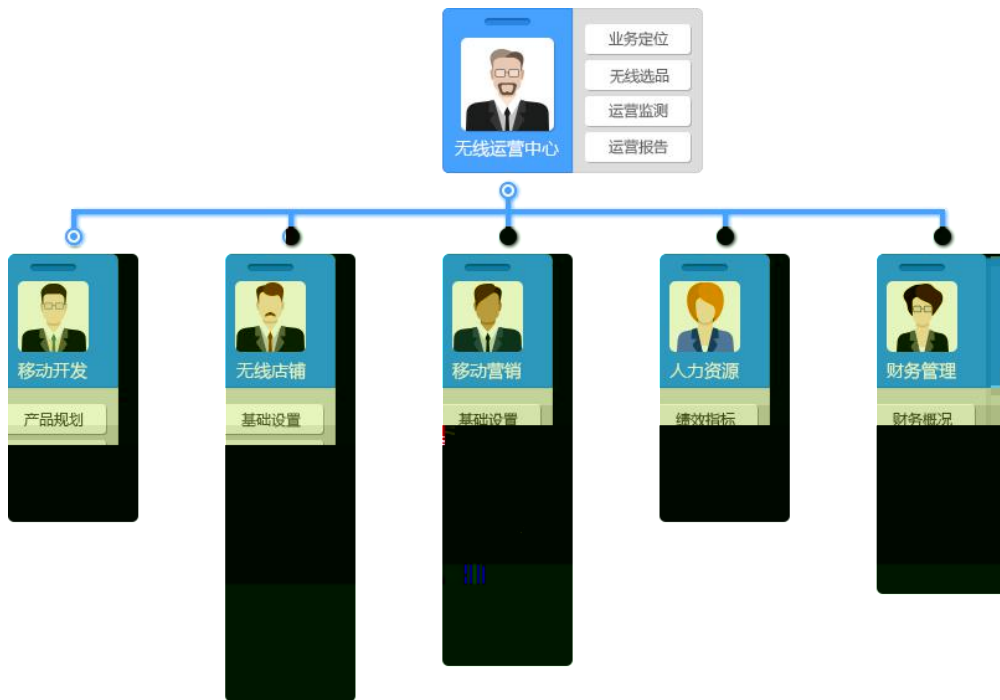 业务定位
无线选品
运营监测
运营报告
无线运营中心
移动开发
无线店铺
移动营销
人力资源
财务管理
产品规划
基础设置
基础设置
绩效指标
财务概况